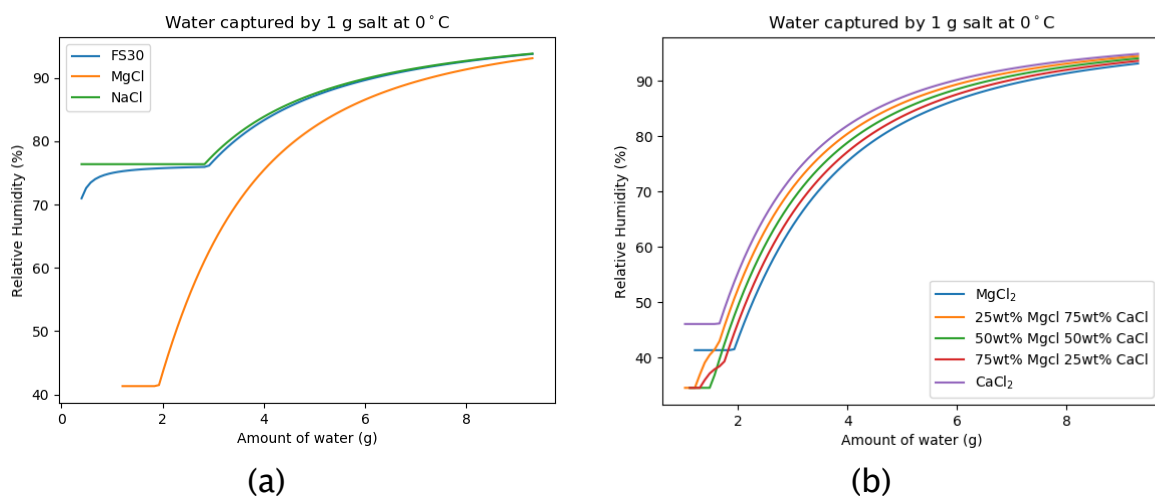 Water captured by 1 g salt at 0°C
Relative Humidity (%)
90
80
70
60
50
40
FS30
MgCl
NaCl
0 2 4 6 8
Amount of water (g)
(a)
Water captured by 1 g salt at 0°C
Relative Humidity (%)
90
80
70
60
50
40
MgCl₂
25wt% Mgcl 75wt% CaCl
50wt% Mgcl 50wt% CaCl
75wt% Mgcl 25wt% CaCl
CaCl₂
2 4 6 8
Amount of water (g)
(b)